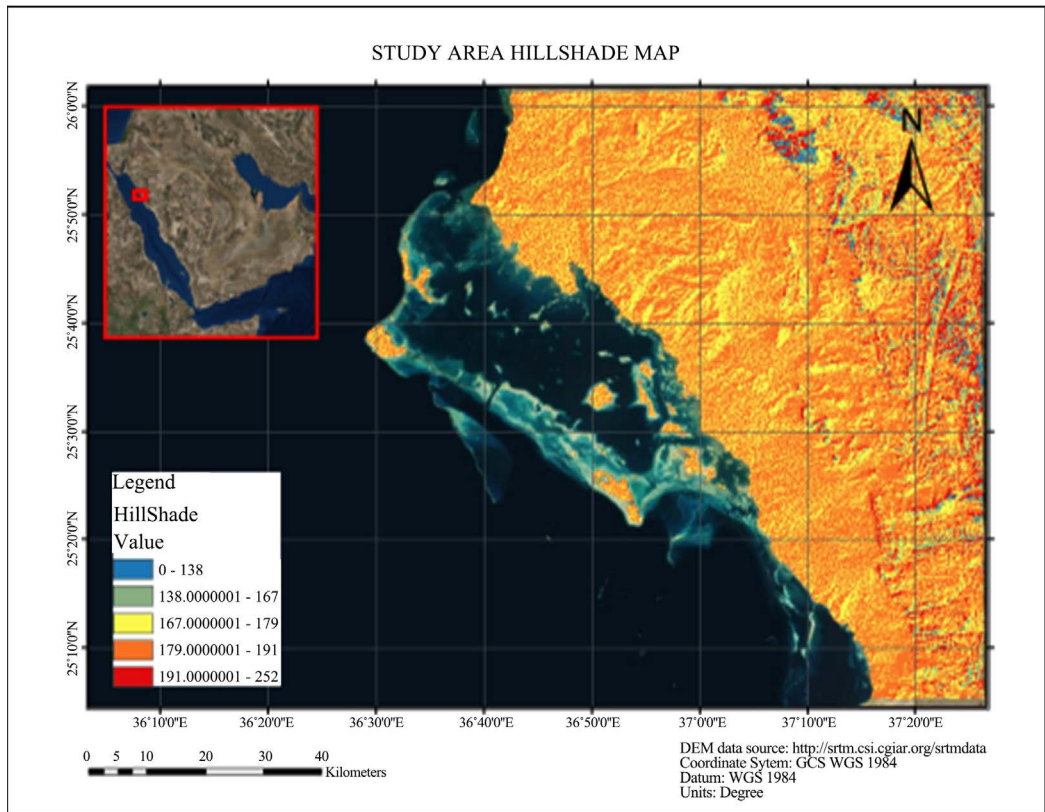 STUDY AREA HILLSHADE MAP
26°0'0"N
25°50'0"N
25°40'0"N
25°30'0"N
25°20'0"N
25°10'0"N
N
Legend
HillShade
Value
0 - 138
138.0000001 - 167
167.0000001 - 179
179.0000001 - 191
191.0000001 - 252
36°10'0"E 36°20'0"E 36°30'0"E 36°40'0"E 36°50'0"E 37°0'0"E 37°10'0"E 37°20'0"E
0 5 10 20 30 40
Kilometers
DEM data source: http://srtm.csi.cgiar.org/srtmdata
Coordinate Sytem: GCS WGS 1984
Datum: WGS 1984
Units: Degree